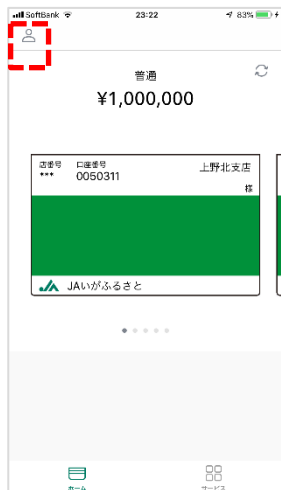 SoftBank 23:22 83%
普通
¥1,000,000
店番号 口座番号 上野北支店
*** 0050311
様
JAいがふるさと
ホーム サービス